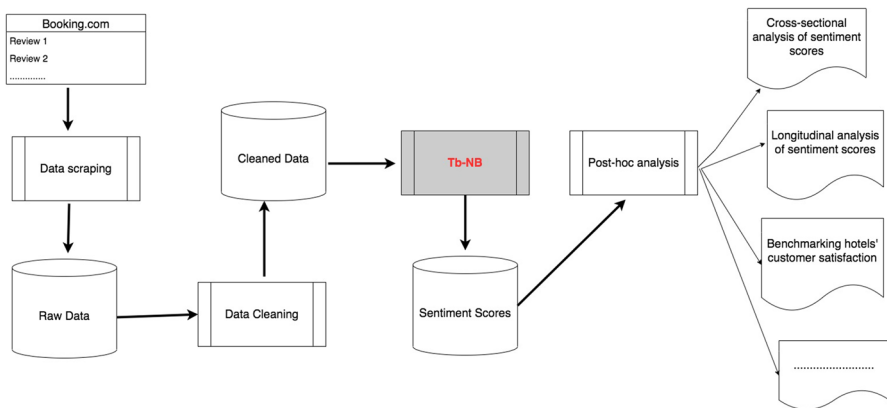 Booking.com
Review 1
Review 2
..............
Data scraping
Raw Data
Data Cleaning
Cleaned Data
Tb-NB
Sentiment Scores
Post-hoc analysis
Cross-sectional
analysis of sentiment
scores
Longitudinal analysis
of sentiment scores
Benchmarking hotels'
customer satisfaction
........................